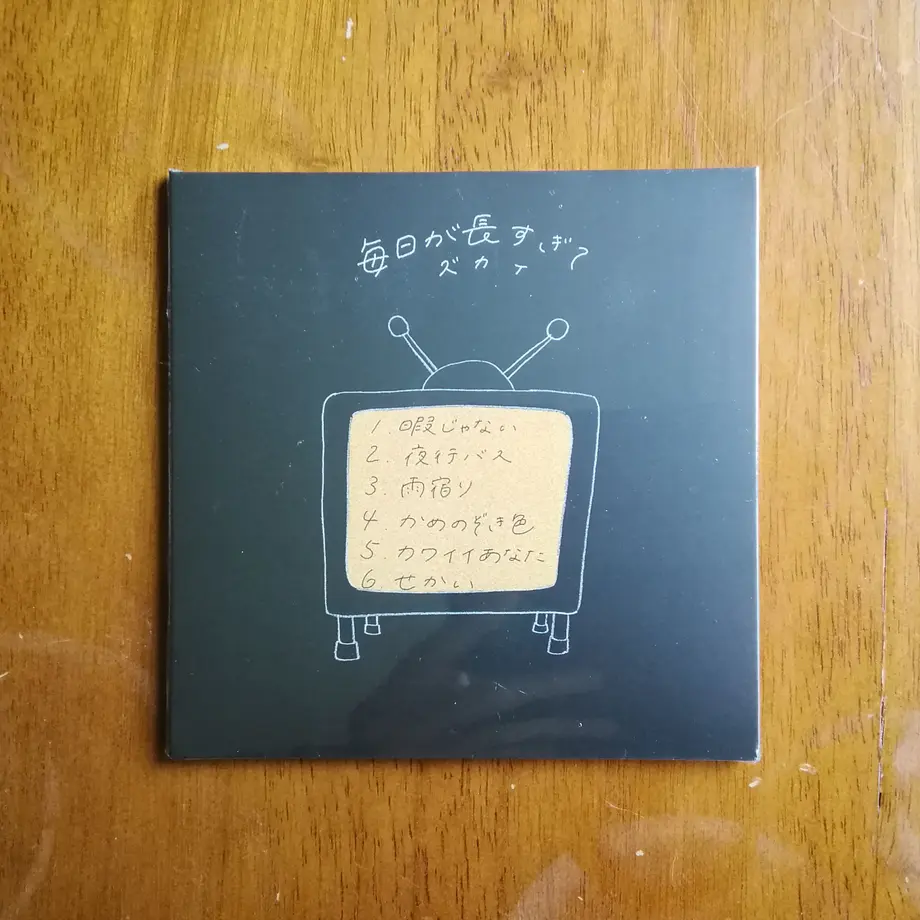 毎日が長すぎて
ズカイ
1. 暇じゃない
2. 夜行バス
3. 雨宿り
4. かめのぞき色
5. カワイイあなた
6. せかい